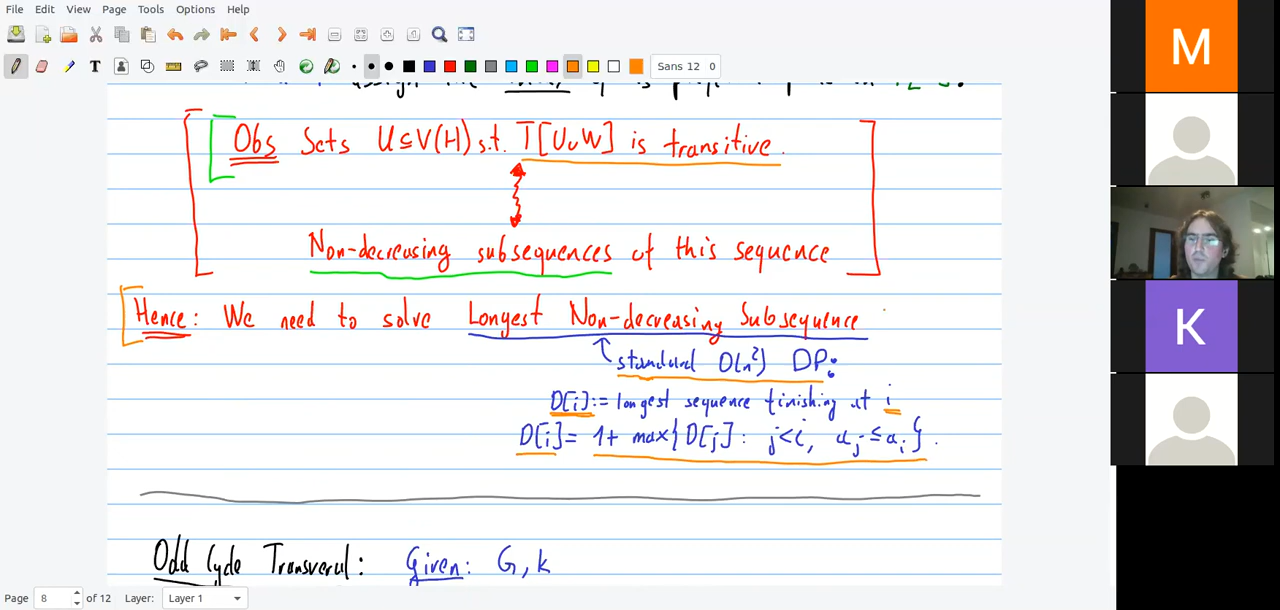 File Edit View Page Tools Options Help
Sans 12 0
assign the
Obs Sets U⊆V(H) s.t. T[U∪W] is transitive.
Non-decreasing subsequences of this sequence
Hence: We need to solve Longest Non-decreasing Subsequence
standard O(n²) DP:
D[i]:= longest sequence finishing at i
D[i]= 1+ max{D[j]: j<i, aj≤ai}.
Odd Cycle Transversal: Given: G, k
Page 8 of 12 Layer: Layer 1
M
K